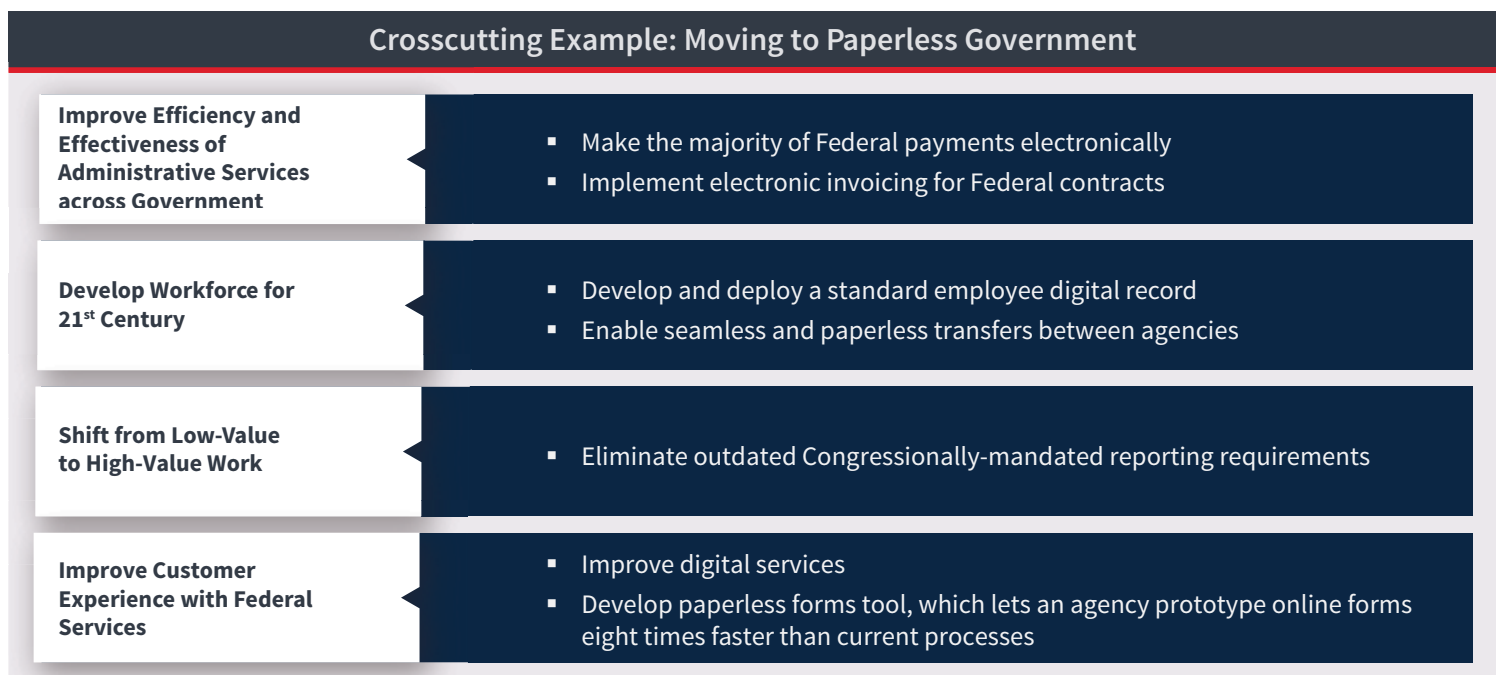 Crosscutting Example: Moving to Paperless Government
Improve Efficiency and
Effectiveness of
Administrative Services
across Government
▪ Make the majority of Federal payments electronically
▪ Implement electronic invoicing for Federal contracts
Develop Workforce for
21st Century
▪ Develop and deploy a standard employee digital record
▪ Enable seamless and paperless transfers between agencies
Shift from Low-Value
to High-Value Work
▪ Eliminate outdated Congressionally-mandated reporting requirements
Improve Customer
Experience with Federal
Services
▪ Improve digital services
▪ Develop paperless forms tool, which lets an agency prototype online forms
eight times faster than current processes